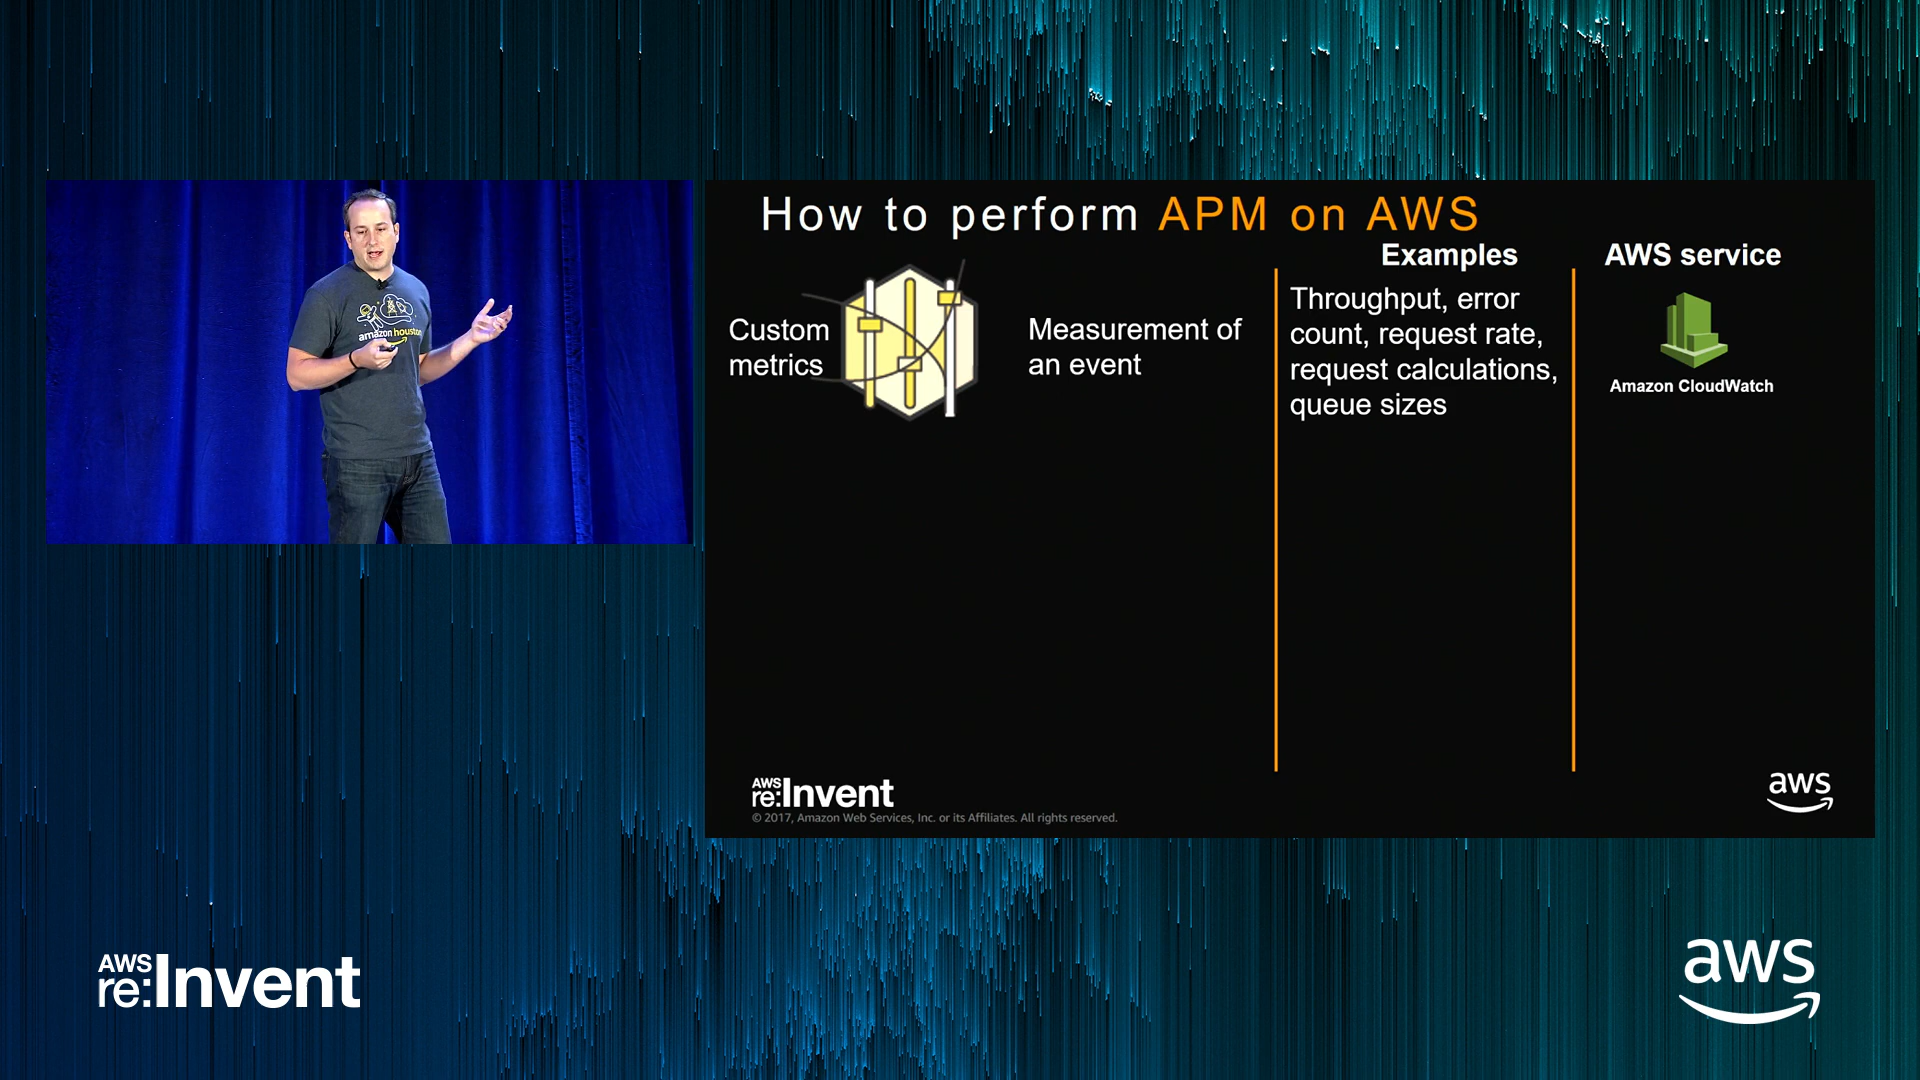 How to perform APM on AWS
Examples
AWS service
Custom
metrics
Measurement of
an event
Throughput, error
count, request rate,
request calculations,
queue sizes
Amazon CloudWatch
amazon houston
AWS
re:Invent
© 2017, Amazon Web Services, Inc. or its Affiliates. All rights reserved.
aws
AWS
re:Invent
aws